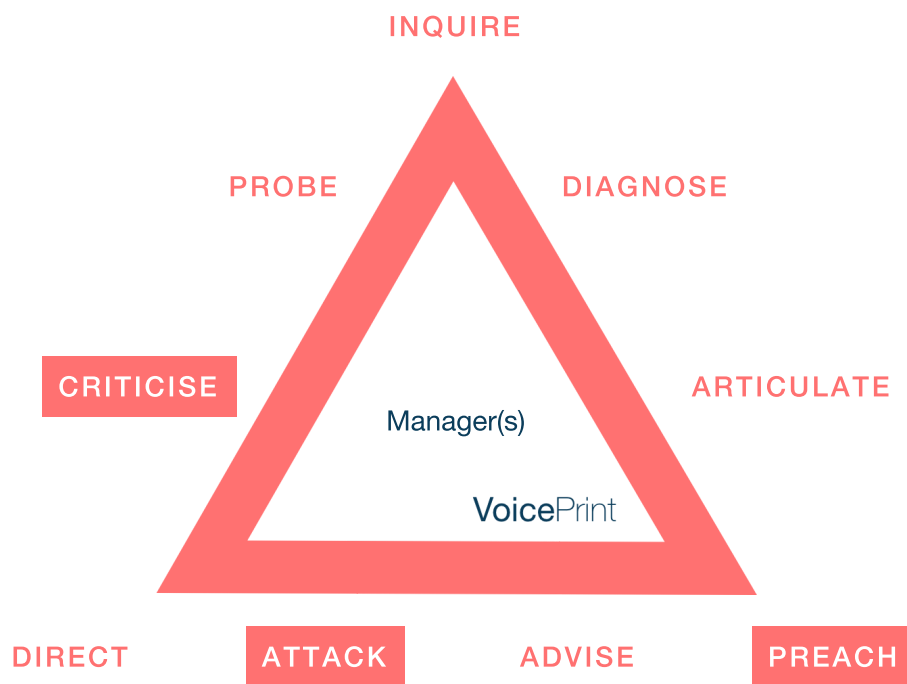 INQUIRE
PROBE
DIAGNOSE
CRITICISE
ARTICULATE
Manager(s)
VoicePrint
DIRECT
ATTACK
ADVISE
PREACH